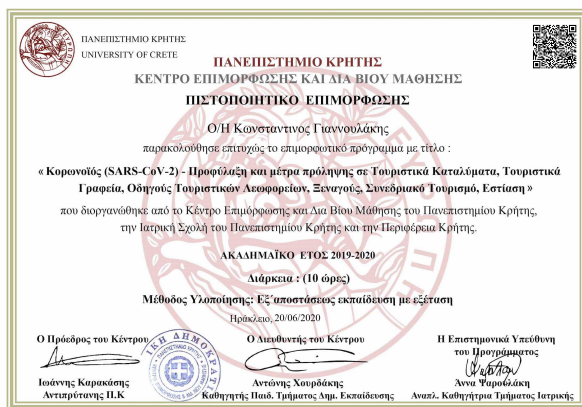 ΠΑΝΕΠΙΣΤΗΜΙΟ ΚΡΗΤΗΣ
UNIVERSITY OF CRETE
ΠΑΝΕΠΙΣΤΗΜΙΟ ΚΡΗΤΗΣ
ΚΕΝΤΡΟ ΕΠΙΜΟΡΦΩΣΗΣ ΚΑΙ ΔΙΑ ΒΙΟΥ ΜΑΘΗΣΗΣ
ΠΙΣΤΟΠΟΙΗΤΙΚΟ ΕΠΙΜΟΡΦΩΣΗΣ
Ο/Η Κωνσταντινος Γιαννουλάκης
παρακολούθησε επιτυχώς το επιμορφωτικό πρόγραμμα με τίτλο :
« Κορωνοϊός (SARS-CoV-2) - Προφύλαξη και μέτρα πρόληψης σε Τουριστικά Καταλύματα, Τουριστικά
Γραφεία, Οδηγούς Τουριστικών Λεωφορείων, Ξεναγούς, Συνεδριακό Τουρισμό, Εστίαση »
που διοργανώθηκε από το Κέντρο Επιμόρφωσης και Δια Βίου Μάθησης του Πανεπιστημίου Κρήτης,
την Ιατρική Σχολή του Πανεπιστημίου Κρήτης και την Περιφέρεια Κρήτης.
ΑΚΑΔΗΜΑΪΚΟ ΕΤΟΣ 2019-2020
Διάρκεια : (10 ώρες)
Μέθοδος Υλοποίησης: Εξ΄αποστάσεως εκπαίδευση με εξέταση
Ηράκλειο, 20/06/2020
Ο Πρόεδρος του Κέντρου
Ιωάννης Καρακάσης
Αντιπρύτανης Π.Κ
ΔΗΜΟΚΡΑΤ
Ο Διευθυντής του Κέντρου
Αντώνης Χουρδάκης
Καθηγητής Παιδ. Τμήματος Δημ. Εκπαίδευσης
Η Επιστημονικά Υπεύθυνη
του Προγράμματος
Άννα Ψαρουλάκη
Αναπλ. Καθηγήτρια Τμήματος Ιατρικής